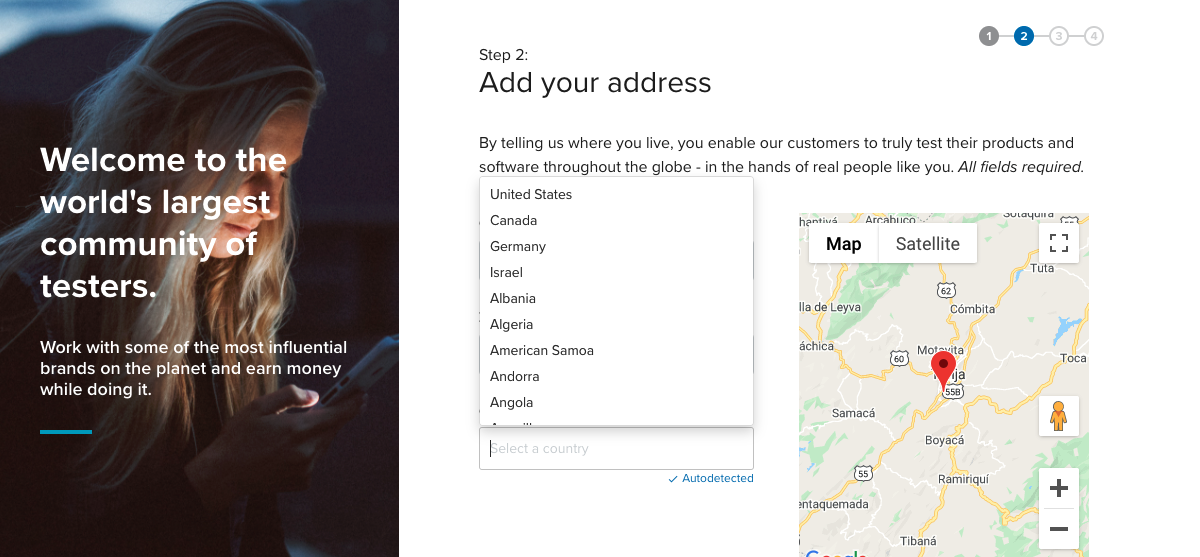 Welcome to the
world's largest
community of
testers.
Work with some of the most influential
brands on the planet and earn money
while doing it.
1 2 3 4
Step 2:
Add your address
By telling us where you live, you enable our customers to truly test their products and
software throughout the globe - in the hands of real people like you. All fields required.
United States
Canada
Germany
Israel
Albania
Algeria
American Samoa
Andorra
Angola
Select a country
Autodetected
Map
Satellite
Arcabuco
Sotaquirá
Tuta
62
lla de Leyva
Cómbita
áchica
60
Motavita
Toca
55B
Samacá
Boyacá
55
Ramiriquí
entaquemada
Tibaná
Google